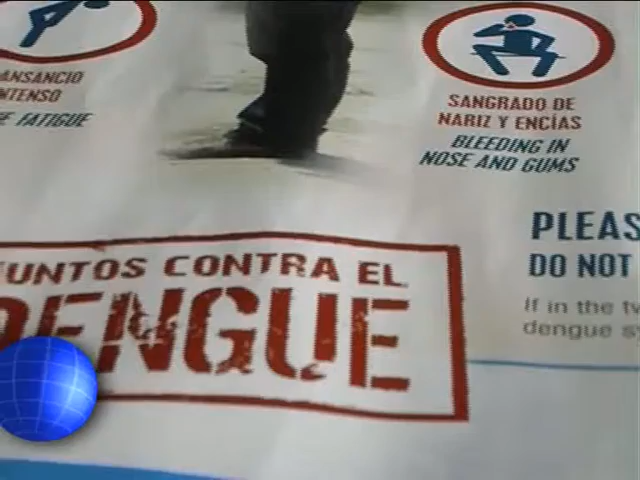 ANSANCIO
NTENSO
E FATIGUE
SANGRADO DE
NARIZ Y ENCÍAS
BLEEDING IN
NOSE AND GUMS
UNTOS CONTRA EL
DENGUE
PLEAS
DO NOT
If in the tw
dengue sy